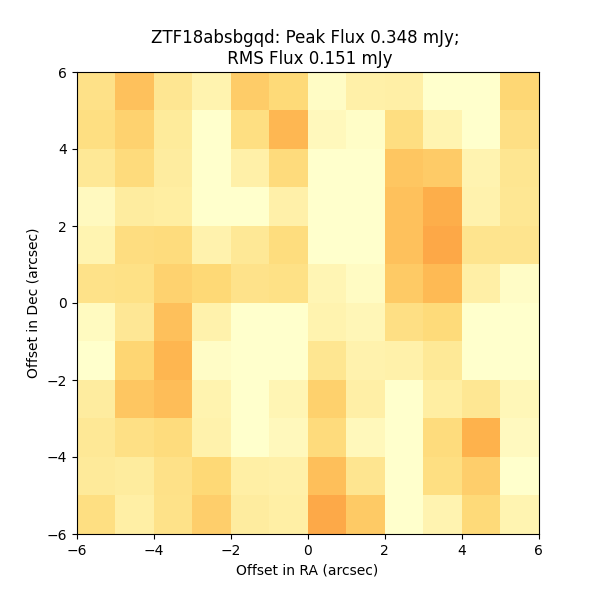 ZTF18absbgqd: Peak Flux 0.348 mJy;
RMS Flux 0.151 mJy
6
4
2
0
−2
−4
−6
Offset in Dec (arcsec)
−6 −4 −2 0 2 4 6
Offset in RA (arcsec)